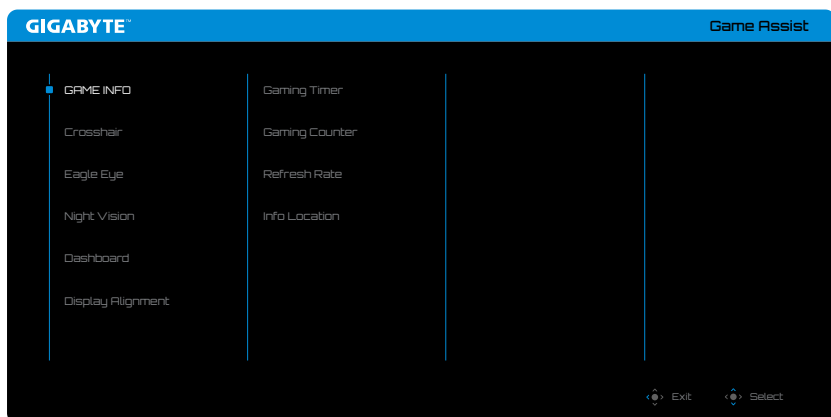 GIGABYTE™
Game Assist
GAME INFO
Crosshair
Eagle Eye
Night Vision
Dashboard
Display Alignment
Gaming Timer
Gaming Counter
Refresh Rate
Info Location
Exit
Select